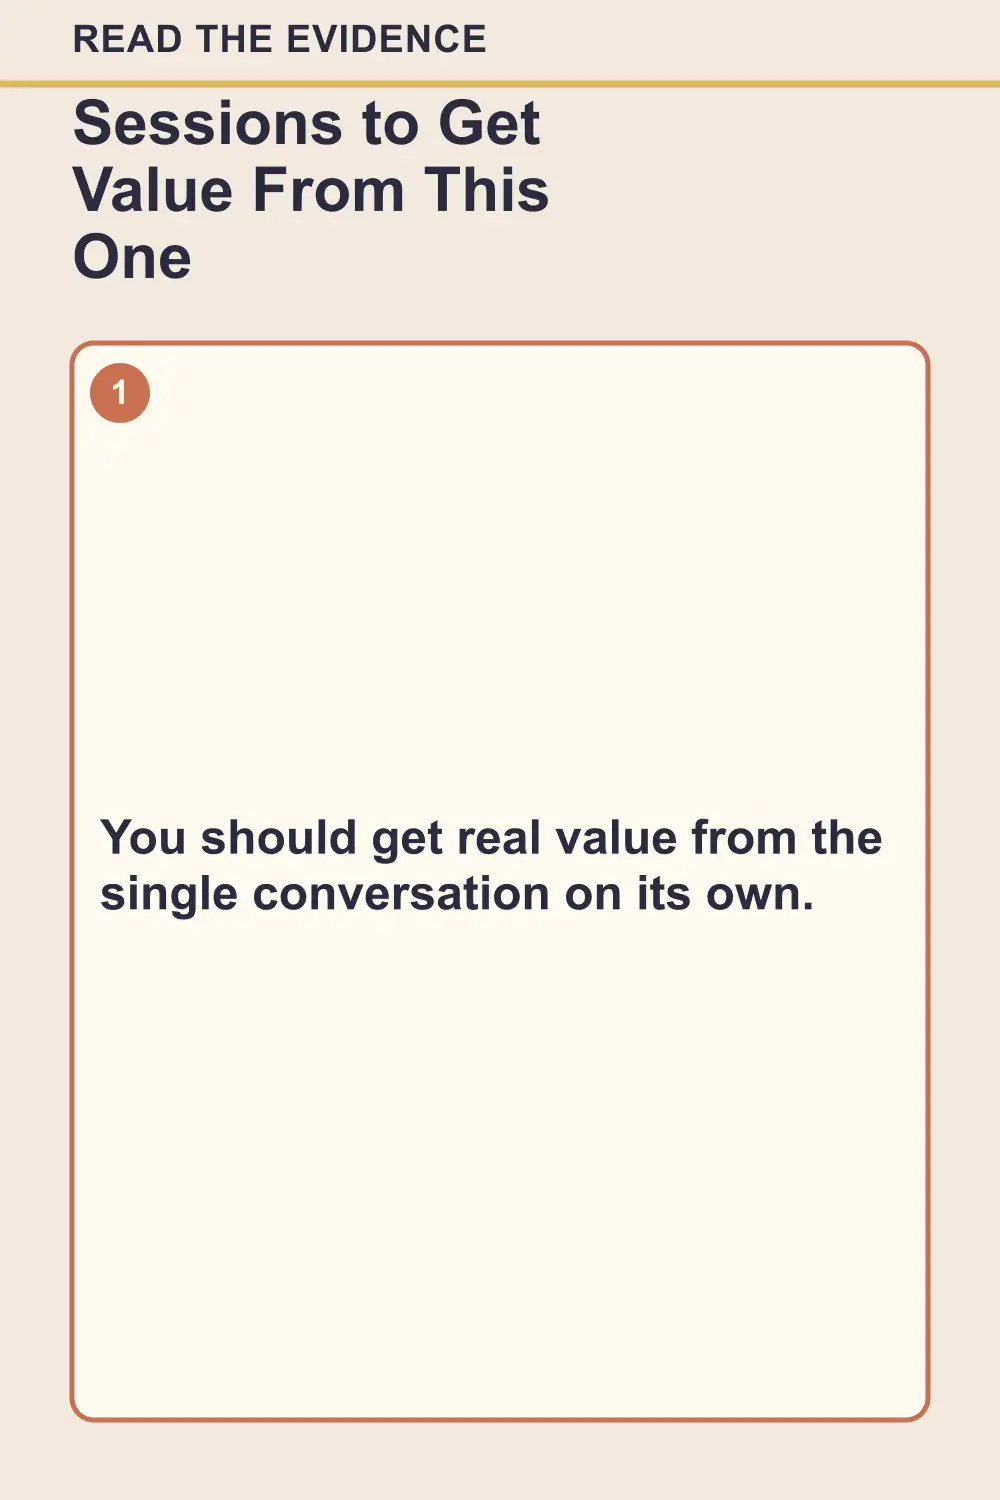 READ THE EVIDENCE
Sessions to Get
Value From This
One
1
You should get real value from the
single conversation on its own.